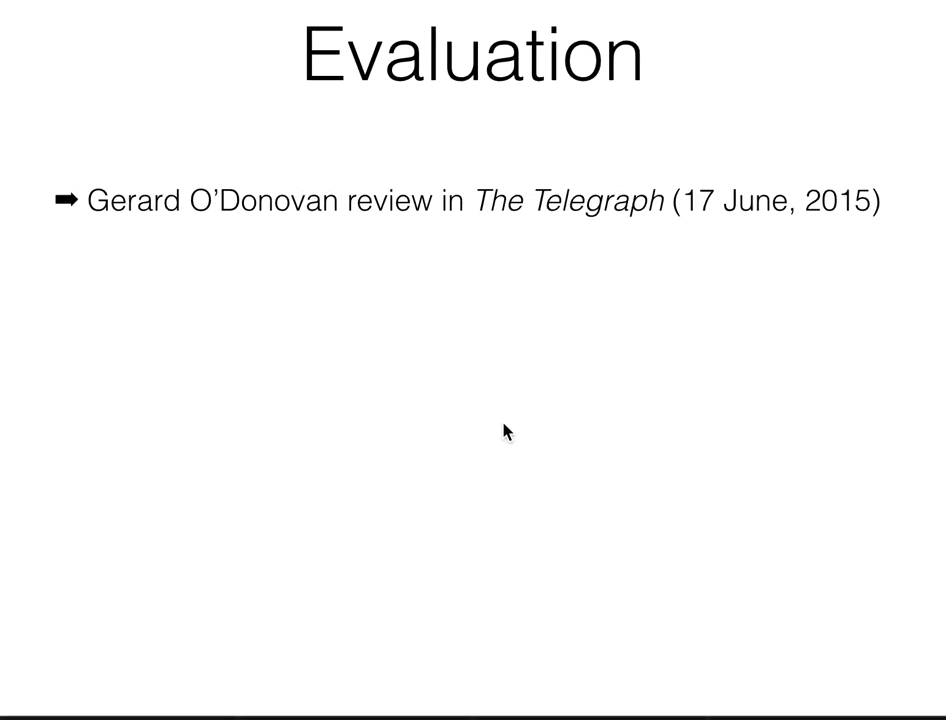 Evaluation
➡ Gerard O’Donovan review in The Telegraph (17 June, 2015)